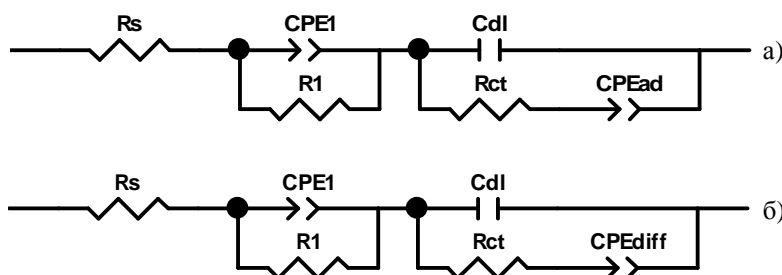 Rs CPE1 Cdl
а)
R1 Rct CPEad
Rs CPE1 Cdl
б)
R1 Rct CPEdiff